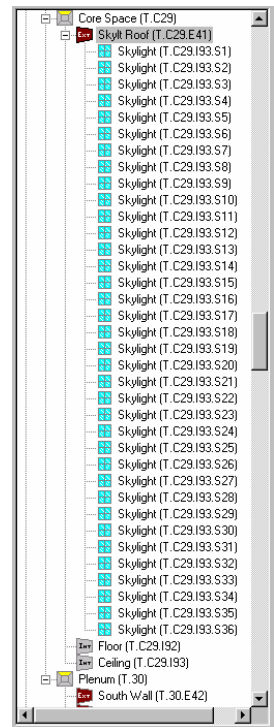 Core Space (T.C29)
Ext Skylt Roof (T.C29.E41)
Skylight (T.C29.I93.S1)
Skylight (T.C29.I93.S2)
Skylight (T.C29.I93.S3)
Skylight (T.C29.I93.S4)
Skylight (T.C29.I93.S5)
Skylight (T.C29.I93.S6)
Skylight (T.C29.I93.S7)
Skylight (T.C29.I93.S8)
Skylight (T.C29.I93.S9)
Skylight (T.C29.I93.S10)
Skylight (T.C29.I93.S11)
Skylight (T.C29.I93.S12)
Skylight (T.C29.I93.S13)
Skylight (T.C29.I93.S14)
Skylight (T.C29.I93.S15)
Skylight (T.C29.I93.S16)
Skylight (T.C29.I93.S17)
Skylight (T.C29.I93.S18)
Skylight (T.C29.I93.S19)
Skylight (T.C29.I93.S20)
Skylight (T.C29.I93.S21)
Skylight (T.C29.I93.S22)
Skylight (T.C29.I93.S23)
Skylight (T.C29.I93.S24)
Skylight (T.C29.I93.S25)
Skylight (T.C29.I93.S26)
Skylight (T.C29.I93.S27)
Skylight (T.C29.I93.S28)
Skylight (T.C29.I93.S29)
Skylight (T.C29.I93.S30)
Skylight (T.C29.I93.S31)
Skylight (T.C29.I93.S32)
Skylight (T.C29.I93.S33)
Skylight (T.C29.I93.S34)
Skylight (T.C29.I93.S35)
Skylight (T.C29.I93.S36)
Int Floor (T.C29.I92)
Int Ceiling (T.C29.I93)
Plenum (T.30)
Ext South Wall (T.30.E42)